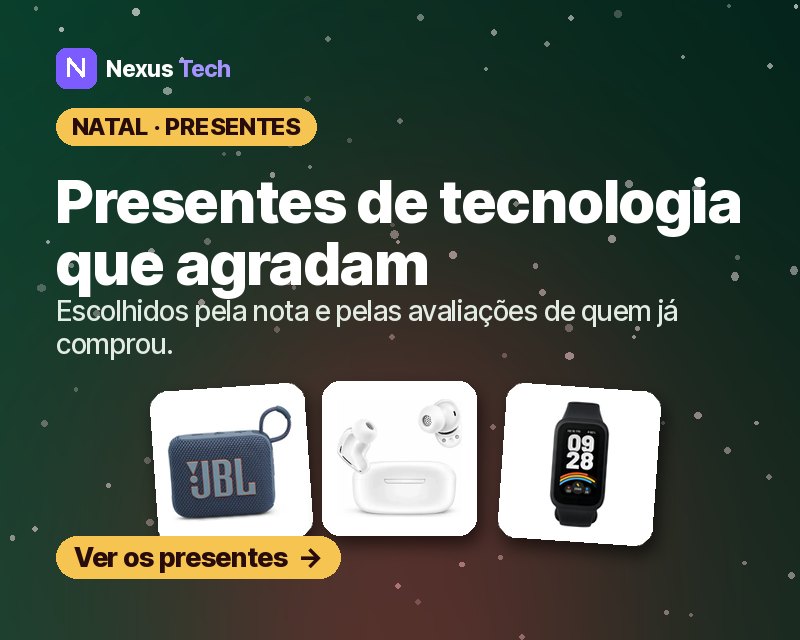 N Nexus Tech
NATAL · PRESENTES
Presentes de tecnologia
que agradam
Escolhidos pela nota e pelas avaliações de quem já
comprou.
JBL
09
28
Ver os presentes →